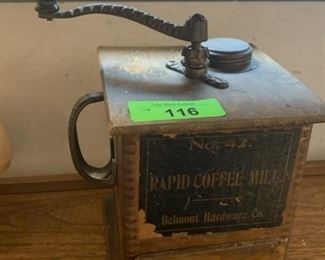 116
No. 42.
RAPID COFFEE MILL
Belmont Hardware Co.